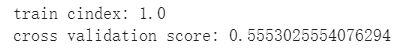 train cindex: 1.0
cross validation score: 0.5553025554076294